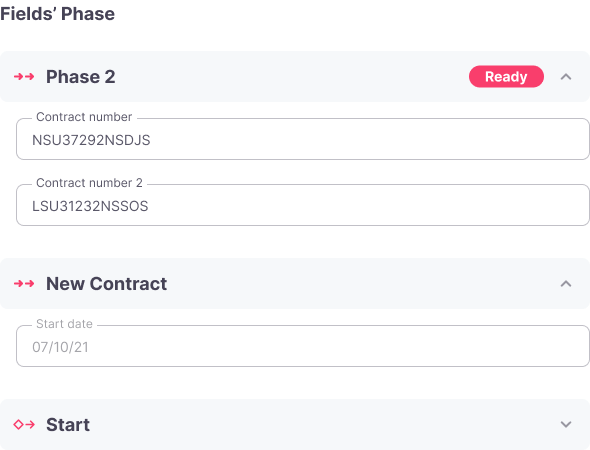 Fields’ Phase
Phase 2
Ready
Contract number
NSU37292NSDJS
Contract number 2
LSU31232NSSOS
New Contract
Start date
07/10/21
Start